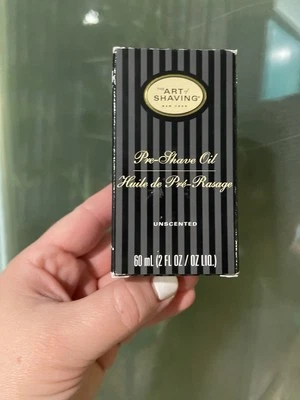 THE
ART of
SHAVING
NEW YORK
Pre-Shave Oil
Huile de Pré-Rasage
UNSCENTED
60 mL (2 FL OZ / OZ LIQ.)